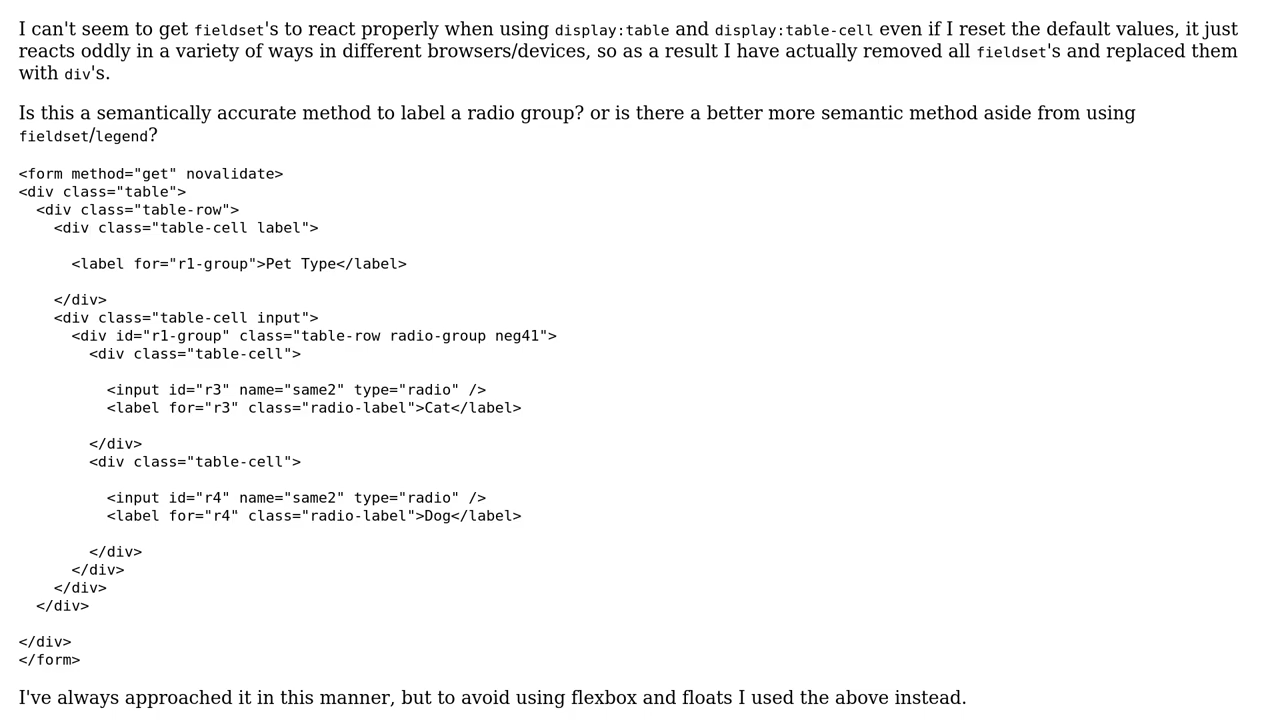 I can't seem to get fieldset's to react properly when using display:table and display:table-cell even if I reset the default values, it just
reacts oddly in a variety of ways in different browsers/devices, so as a result I have actually removed all fieldset's and replaced them
with div's.
Is this a semantically accurate method to label a radio group? or is there a better more semantic method aside from using
fieldset/legend?
<form method="get" novalidate>
<div class="table">
  <div class="table-row">
    <div class="table-cell label">
      <label for="r1-group">Pet Type</label>
    </div>
    <div class="table-cell input">
      <div id="r1-group" class="table-row radio-group neg41">
        <div class="table-cell">
          <input id="r3" name="same2" type="radio" />
          <label for="r3" class="radio-label">Cat</label>
        </div>
        <div class="table-cell">
          <input id="r4" name="same2" type="radio" />
          <label for="r4" class="radio-label">Dog</label>
        </div>
      </div>
    </div>
  </div>
</div>
</form>
I've always approached it in this manner, but to avoid using flexbox and floats I used the above instead.